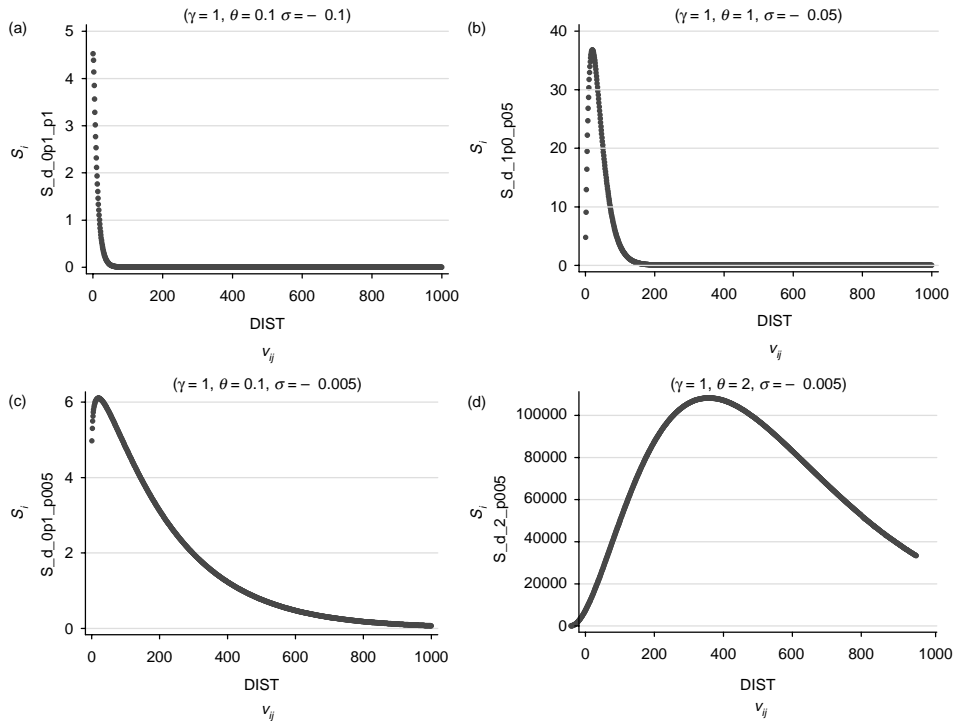 (a)
(γ = 1, θ = 0.1 σ = − 0.1)
5
4
3
2
1
0
S_i
S_d_0p1_p1
0 200 400 600 800 1000
DIST
v_ij
(b)
(γ = 1, θ = 1, σ = − 0.05)
40
30
20
10
0
S_i
S_d_1p0_p05
0 200 400 600 800 1000
DIST
v_ij
(c)
(γ = 1, θ = 0.1, σ = − 0.005)
6
4
2
0
S_i
S_d_0p1_p005
0 200 400 600 800 1000
DIST
v_ij
(d)
(γ = 1, θ = 2, σ = − 0.005)
100000
80000
60000
40000
20000
0
S_i
S_d_2_p005
0 200 400 600 800 1000
DIST
v_ij